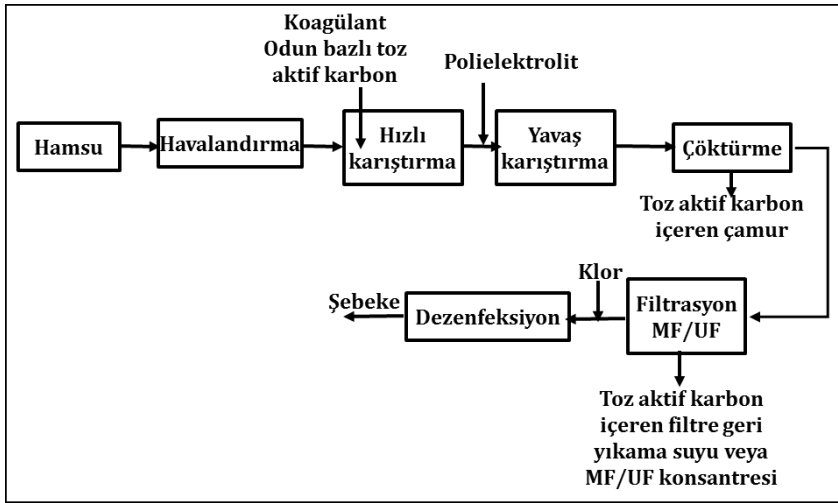 Koagülant
Odun bazlı toz
aktif karbon
Polielektrolit
Hamsu
Havalandırma
Hızlı
karıştırma
Yavaş
karıştırma
Çöktürme
Toz aktif karbon
içeren çamur
Klor
Şebeke
Dezenfeksiyon
Filtrasyon
MF/UF
Toz aktif karbon
içeren filtre geri
yıkama suyu veya
MF/UF konsantresi